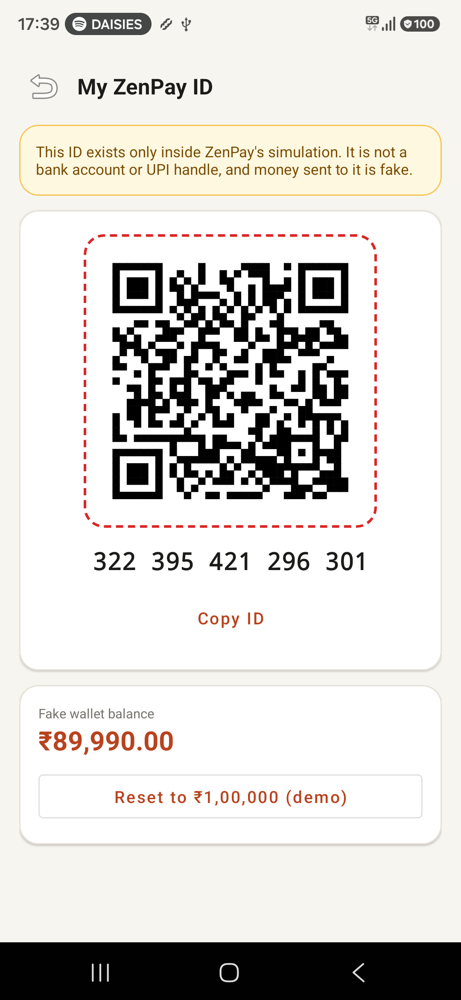 17:39 DAISIES 5G 100
My ZenPay ID
This ID exists only inside ZenPay's simulation. It is not a
bank account or UPI handle, and money sent to it is fake.
322 395 421 296 301
Copy ID
Fake wallet balance
₹89,990.00
Reset to ₹1,00,000 (demo)